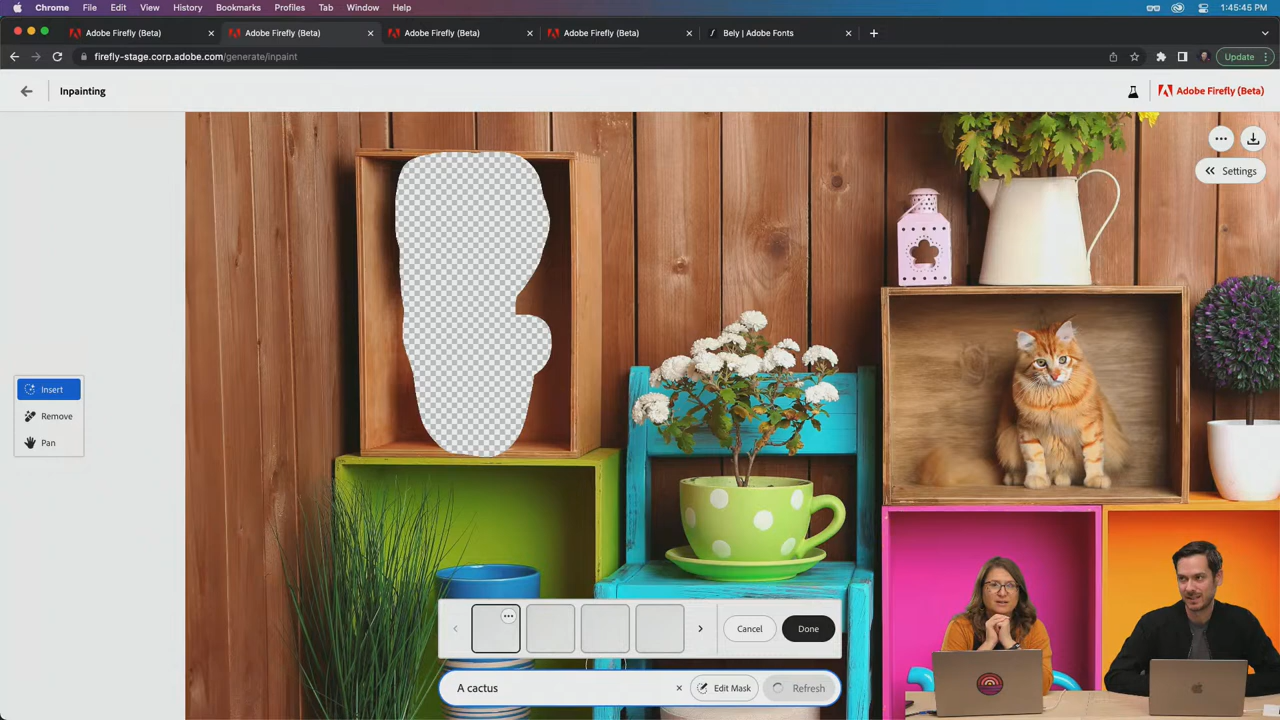 Chrome File Edit View History Bookmarks Profiles Tab Window Help 1:45:45 PM
Adobe Firefly (Beta) Adobe Firefly (Beta) Adobe Firefly (Beta) Adobe Firefly (Beta) Bely | Adobe Fonts
firefly-stage.corp.adobe.com/generate/inpaint Update
Inpainting Adobe Firefly (Beta)
Settings
Insert
Remove
Pan
Cancel Done
A cactus Edit Mask Refresh